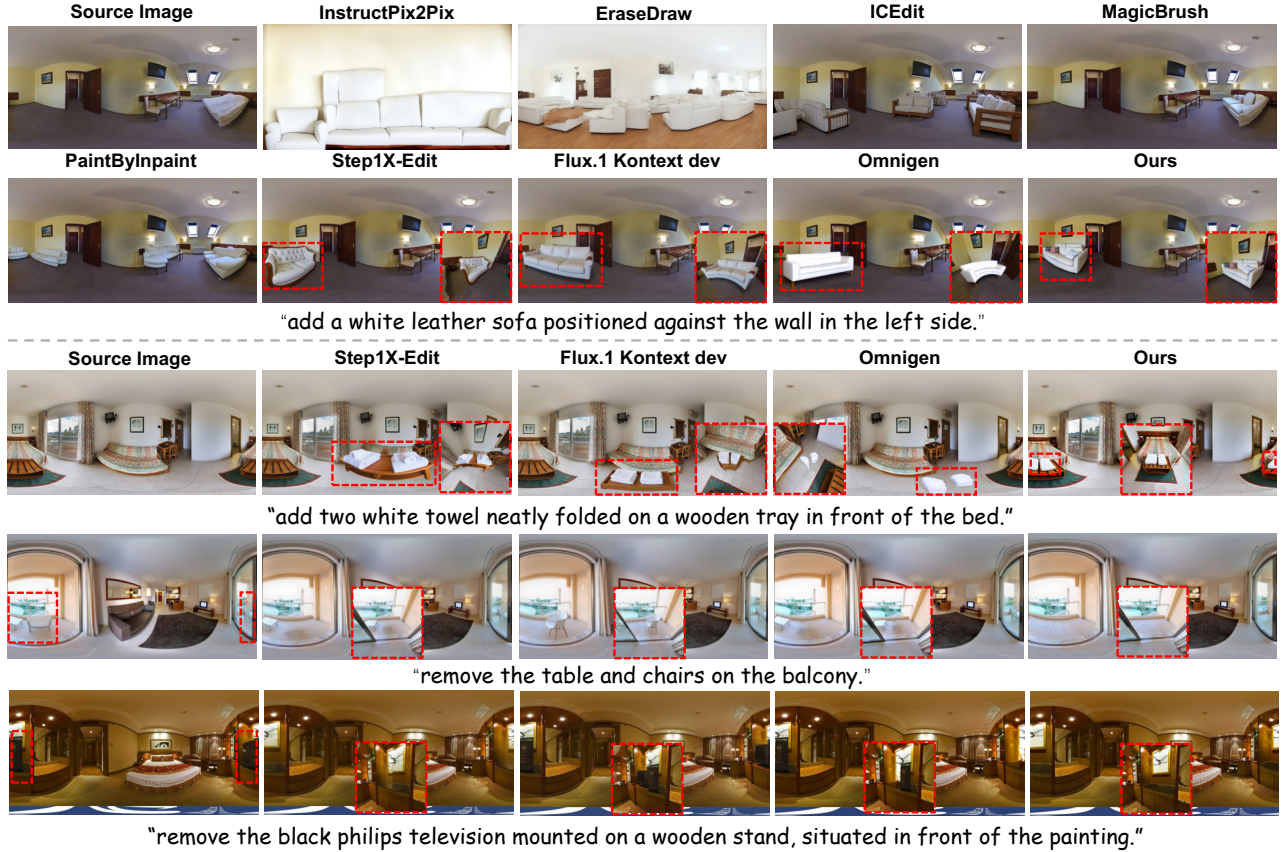 Source Image InstructPix2Pix EraseDraw ICEdit MagicBrush
PaintByInpaint Step1X-Edit Flux.1 Kontext dev Omnigen Ours
"add a white leather sofa positioned against the wall in the left side."
Source Image Step1X-Edit Flux.1 Kontext dev Omnigen Ours
"add two white towel neatly folded on a wooden tray in front of the bed."
"remove the table and chairs on the balcony."
"remove the black philips television mounted on a wooden stand, situated in front of the painting."